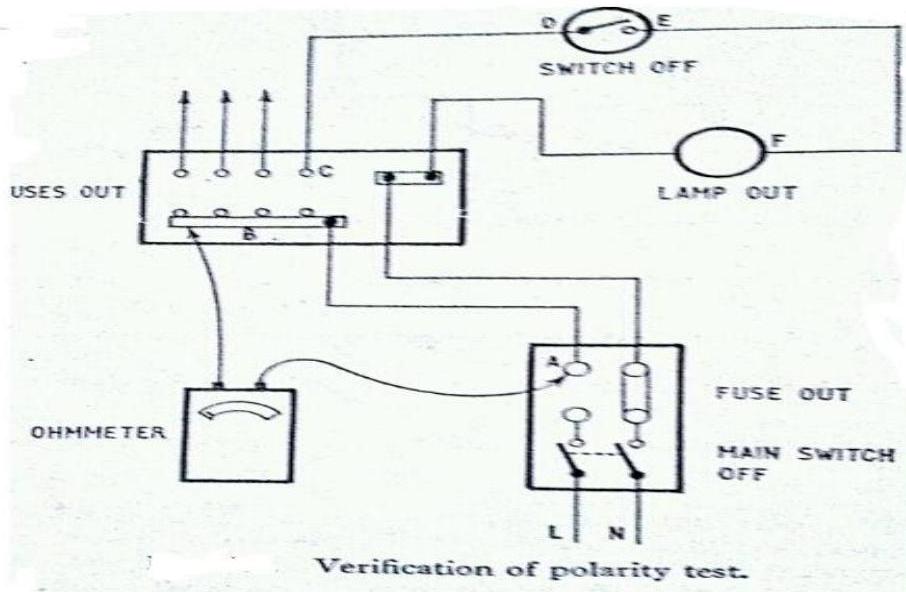 D
E
SWITCH OFF
F
LAMP OUT
C
USES OUT
B
A
FUSE OUT
OHMMETER
MAIN SWITCH
OFF
L N
Verification of polarity test.